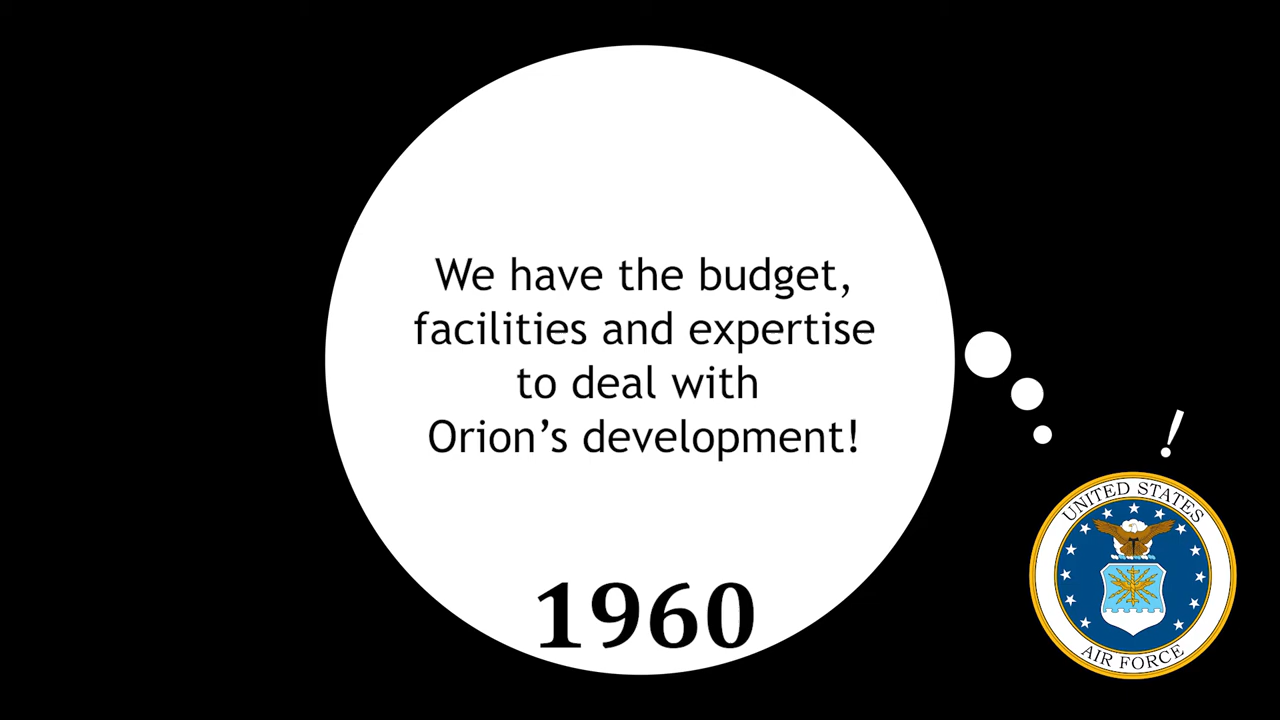 We have the budget,
facilities and expertise
to deal with
Orion’s development!
!
1960
UNITED STATES
AIR FORCE